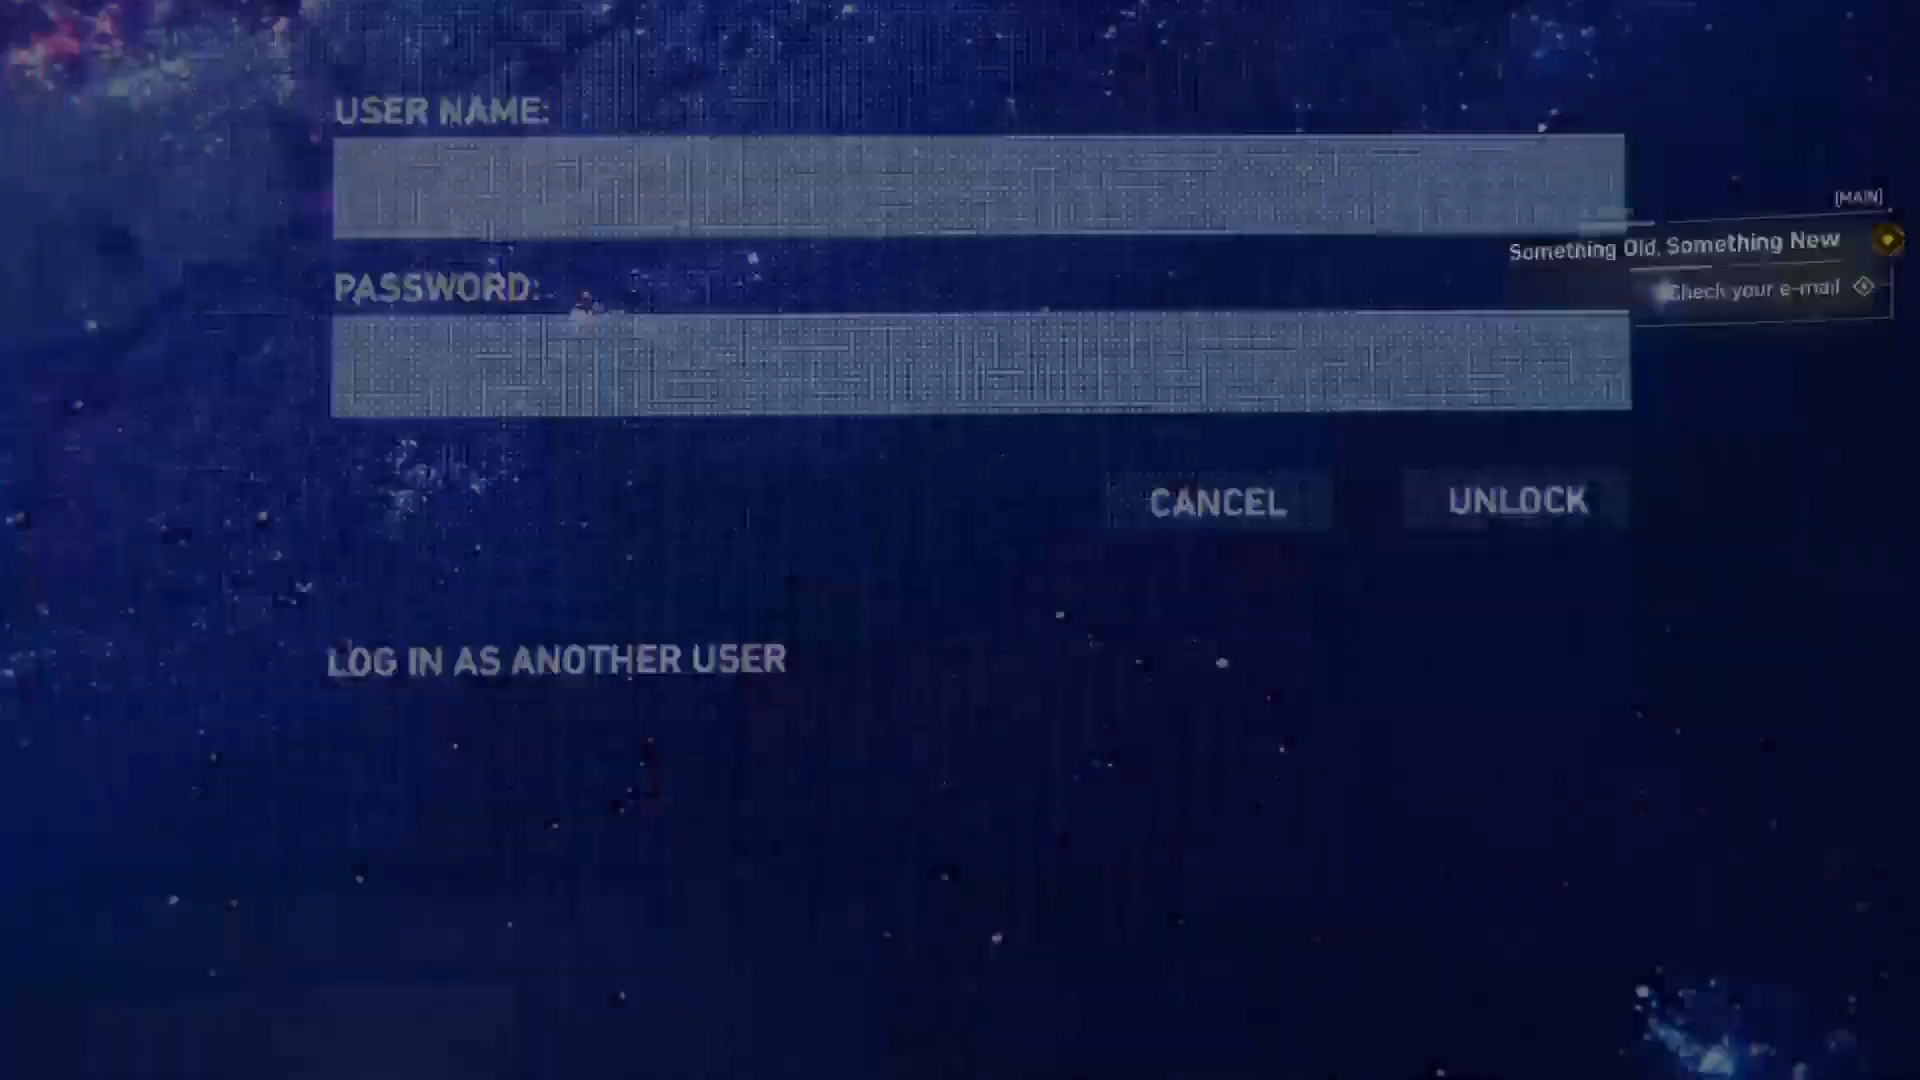 USER NAME:
[MAIN]
Something Old, Something New
PASSWORD:
Check your e-mail
CANCEL
UNLOCK
LOG IN AS ANOTHER USER